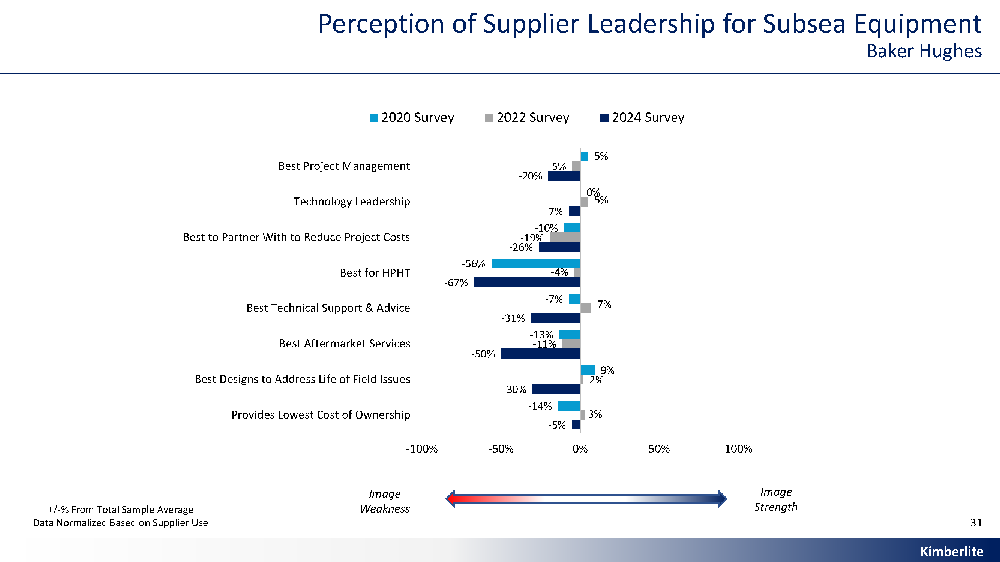 Perception of Supplier Leadership for Subsea Equipment
Baker Hughes
2020 Survey 2022 Survey 2024 Survey
Best Project Management
5%
-5%
-20%
Technology Leadership
0%
5%
-7%
Best to Partner With to Reduce Project Costs
-10%
-19%
-26%
Best for HPHT
-56%
-4%
-67%
Best Technical Support & Advice
-7%
7%
-31%
Best Aftermarket Services
-13%
-11%
-50%
Best Designs to Address Life of Field Issues
9%
2%
-30%
Provides Lowest Cost of Ownership
-14%
3%
-5%
-100% -50% 0% 50% 100%
Image
Weakness
Image
Strength
+/-% From Total Sample Average
Data Normalized Based on Supplier Use
31
Kimberlite